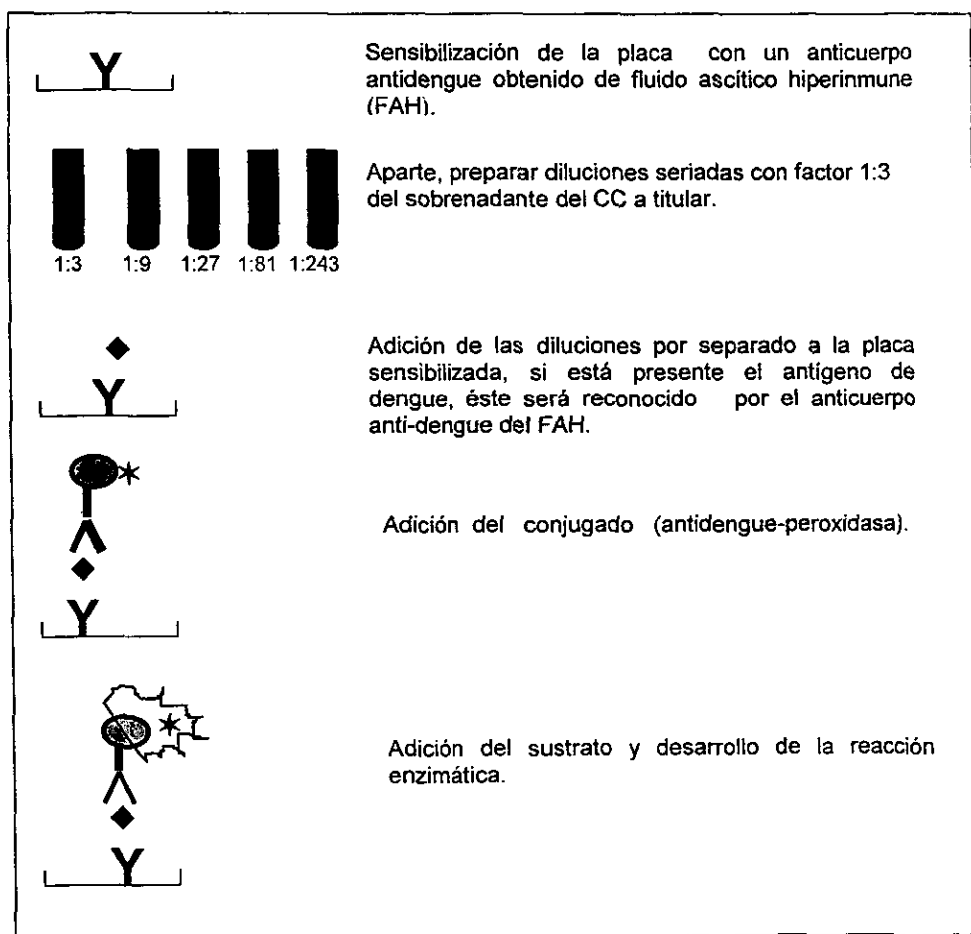 Sensibilización de la placa con un anticuerpo
antidengue obtenido de fluido ascítico hiperinmune
(FAH).
Aparte, preparar diluciones seriadas con factor 1:3
del sobrenadante del CC a titular.
1:3 1:9 1:27 1:81 1:243
Adición de las diluciones por separado a la placa
sensibilizada, si está presente el antígeno de
dengue, éste será reconocido por el anticuerpo
anti-dengue del FAH.
Adición del conjugado (antidengue-peroxidasa).
Adición del sustrato y desarrollo de la reacción
enzimática.